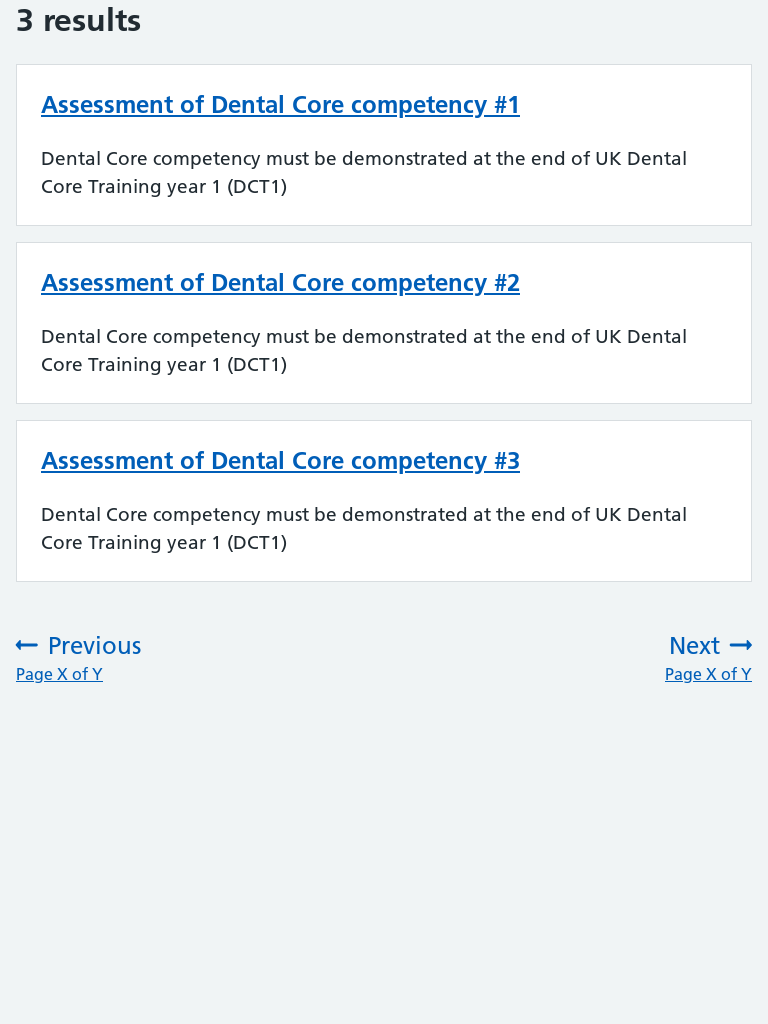 3 results
Assessment of Dental Core competency #1
Dental Core competency must be demonstrated at the end of UK Dental
Core Training year 1 (DCT1)
Assessment of Dental Core competency #2
Dental Core competency must be demonstrated at the end of UK Dental
Core Training year 1 (DCT1)
Assessment of Dental Core competency #3
Dental Core competency must be demonstrated at the end of UK Dental
Core Training year 1 (DCT1)
Previous
Page X of Y
Next
Page X of Y